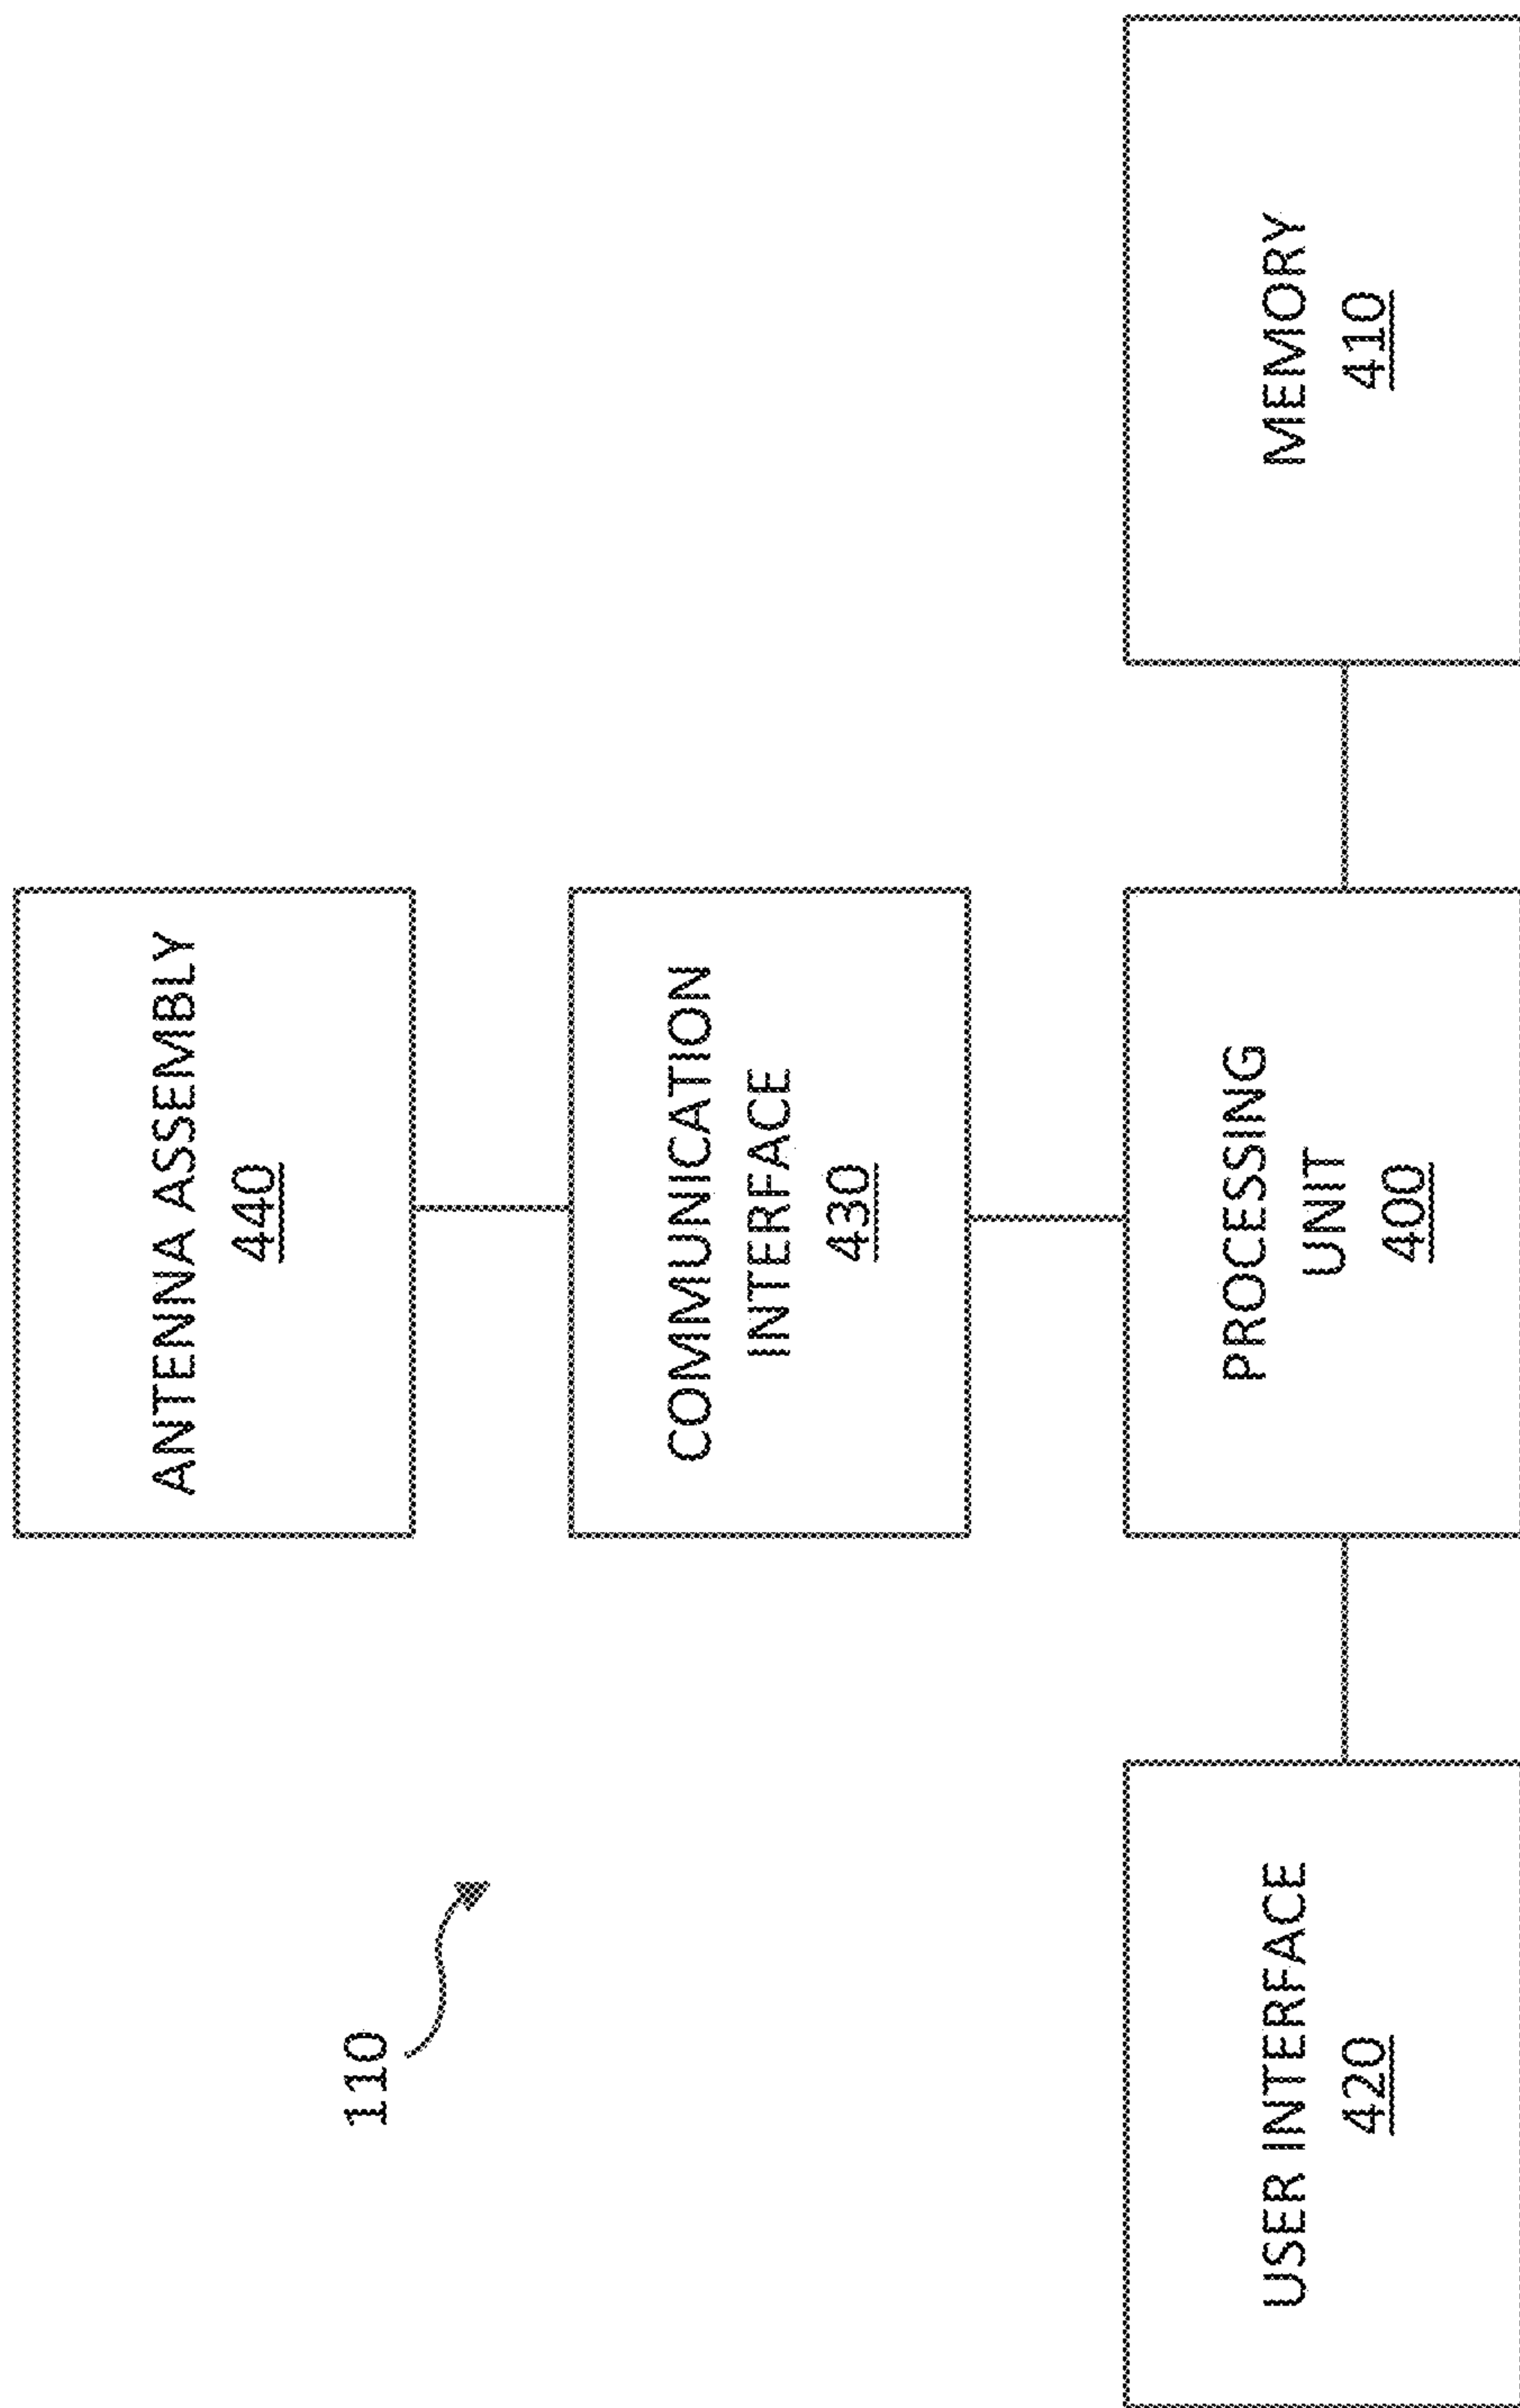 110
ANTENNA ASSEMBLY
440
COMMUNICATION
INTERFACE
430
USER INTERFACE
420
PROCESSING
UNIT
400
MEMORY
410